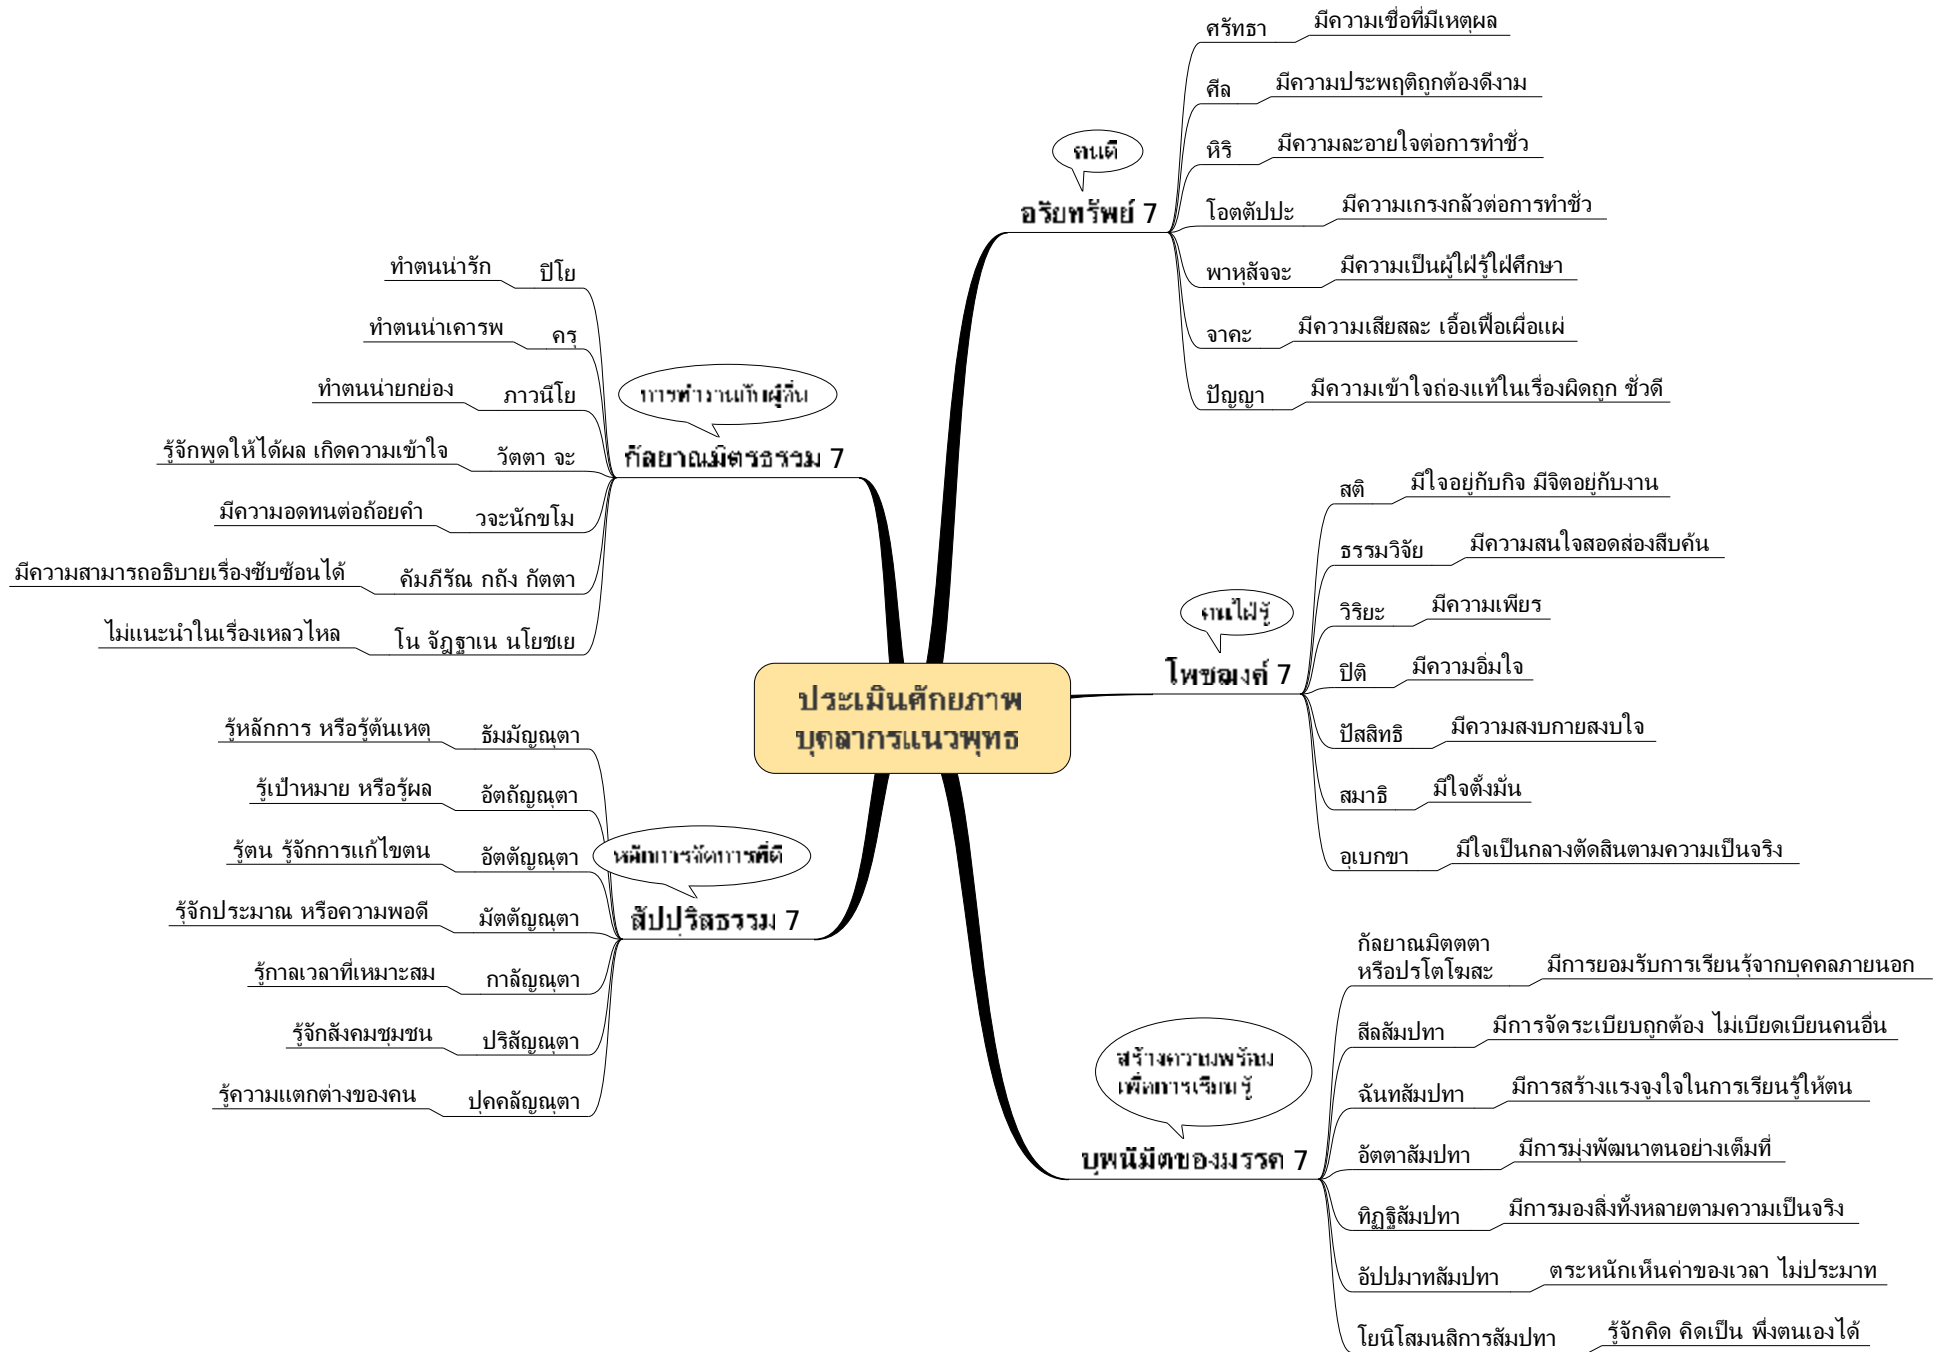 ประเมินศักยภาพ
บุคลากรแนวพุทธ
คนดี
อริยทรัพย์ 7
ศรัทธา
มีความเชื่อที่มีเหตุผล
ศีล
มีความประพฤติถูกต้องดีงาม
หิริ
มีความละอายใจต่อการทำชั่ว
โอตตัปปะ
มีความเกรงกลัวต่อการทำชั่ว
พาหุสัจจะ
มีความเป็นผู้ใฝ่รู้ใฝ่ศึกษา
จาคะ
มีความเสียสละ เอื้อเฟื้อเผื่อแผ่
ปัญญา
มีความเข้าใจถ่องแท้ในเรื่องผิดถูก ชั่วดี
คนใฝ่รู้
โพชฌงค์ 7
สติ
มีใจอยู่กับกิจ มีจิตอยู่กับงาน
ธรรมวิจัย
มีความสนใจสอดส่องสืบค้น
วิริยะ
มีความเพียร
ปิติ
มีความอิ่มใจ
ปัสสิทธิ
มีความสงบกายสงบใจ
สมาธิ
มีใจตั้งมั่น
อุเบกขา
มีใจเป็นกลางตัดสินตามความเป็นจริง
สร้างความพร้อม
เพื่อการเรียนรู้
บุพนิมิตของมรรค 7
กัลยาณมิตตตา
หรือปรโตโฆสะ
มีการยอมรับการเรียนรุ้จากบุคคลภายนอก
สีลสัมปทา
มีการจัดระเบียบถูกต้อง ไม่เบียดเบียนคนอื่น
ฉันทสัมปทา
มีการสร้างแรงจูงใจในการเรียนรู้ให้ตน
อัตตาสัมปทา
มีการมุ่งพัฒนาตนอย่างเต็มที่
ทิฏฐิสัมปทา
มีการมองสิ่งทั้งหลายตามความเป็นจริง
อัปปมาทสัมปทา
ตระหนักเห็นค่าของเวลา ไม่ประมาท
โยนิโสมนสิการสัมปทา
รู้จักคิด คิดเป็น พึ่งตนเองได้
การทำงานกับผู้อื่น
กัลยาณมิตรธรรม 7
ปิโย
ทำตนน่ารัก
ครุ
ทำตนน่าเคารพ
ภาวนีโย
ทำตนน่ายกย่อง
วัตตา จะ
รู้จักพูดให้ได้ผล เกิดความเข้าใจ
วจะนักขโม
มีความอดทนต่อถ้อยคำ
คัมภีรัณ กถัง กัตตา
มีความสามารถอธิบายเรื่องซับซ้อนได้
โน จัฏฐาเน นโยชเย
ไม่แนะนำในเรื่องเหลวไหล
หลักการจัดการที่ดี
สัปปุริสธรรม 7
ธัมมัญณุตา
รู้หลักการ หรือรู้ต้นเหตุ
อัตถัญณุตา
รู้เป้าหมาย หรือรู้ผล
อัตตัญณุตา
รู้ตน รู้จักการแก้ไขตน
มัตตัญณุตา
รุ้จักประมาณ หรือความพอดี
กาลัญณุตา
รู้กาลเวลาที่เหมาะสม
ปริสัญณุตา
รู้จักสังคมชุมชน
ปุคคลัญณุตา
รู้ความแตกต่างของคน